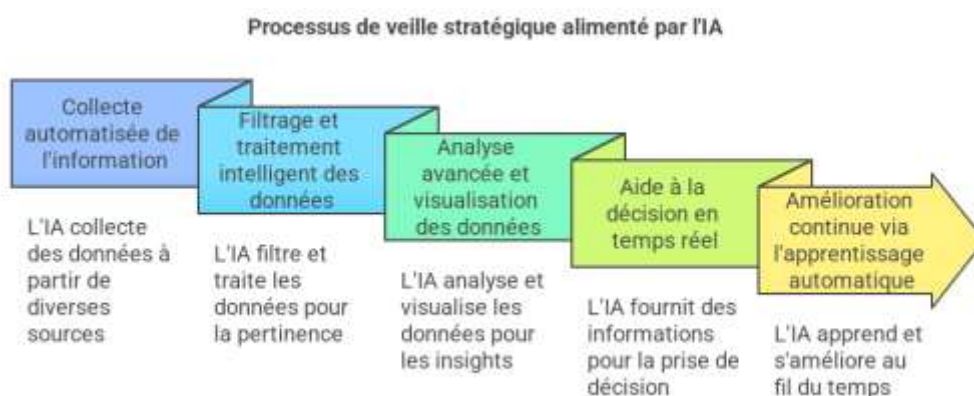 Processus de veille stratégique alimenté par l'IA
Collecte
automatisée de
l'information
L'IA collecte
des données à
partir de
diverses
sources
Filtrage et
traitement
intelligent des
données
L'IA filtre et
traite les
données pour
la pertinence
Analyse
avancée et
visualisation
des données
L'IA analyse et
visualise les
données pour
les insights
Aide à la
décision en
temps réel
L'IA fournit des
informations
pour la prise de
décision
Amélioration
continue via
l'apprentissage
automatique
L'IA apprend et
s'améliore au
fil du temps